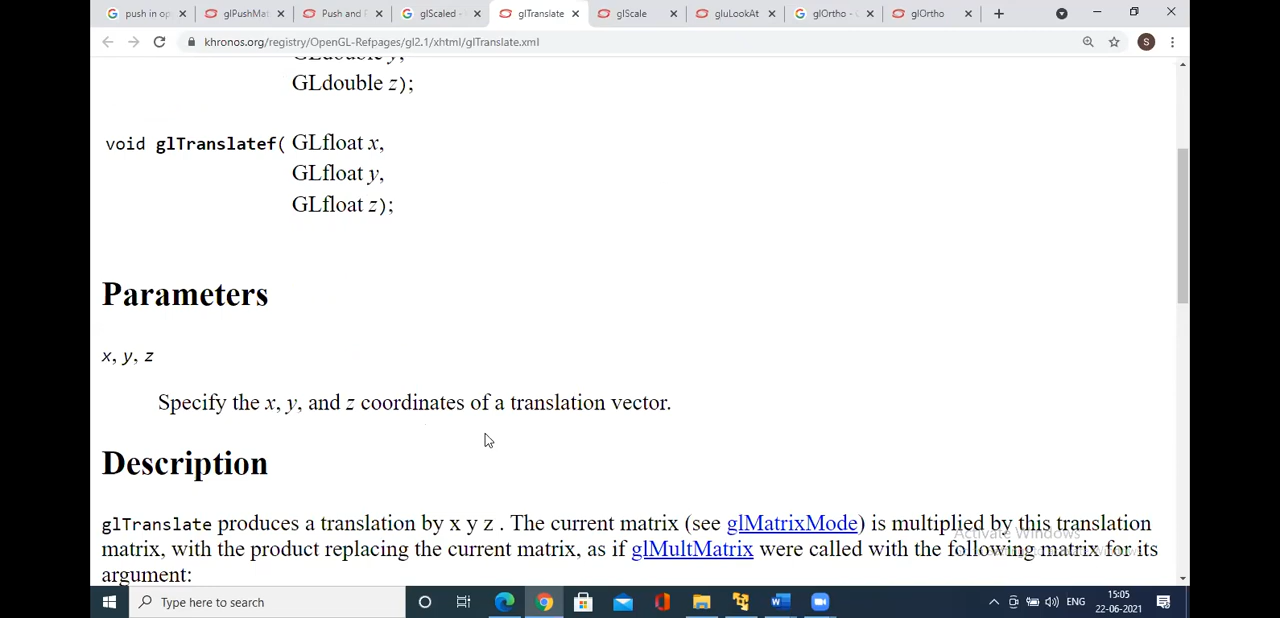 push in op
glPushMat
Push and P
glScaled -
glTranslate
glScale
gluLookAt
glOrtho -
glOrtho
khronos.org/registry/OpenGL-Refpages/gl2.1/xhtml/glTranslate.xml
S
GLdouble y,
GLdouble z);
void glTranslatef( GLfloat x,
GLfloat y,
GLfloat z);
Parameters
x, y, z
Specify the x, y, and z coordinates of a translation vector.
Description
glTranslate produces a translation by x y z . The current matrix (see glMatrixMode) is multiplied by this translation
matrix, with the product replacing the current matrix, as if glMultMatrix were called with the following matrix for its
argument:
Activate Windows
Type here to search
ENG
15:05
22-06-2021